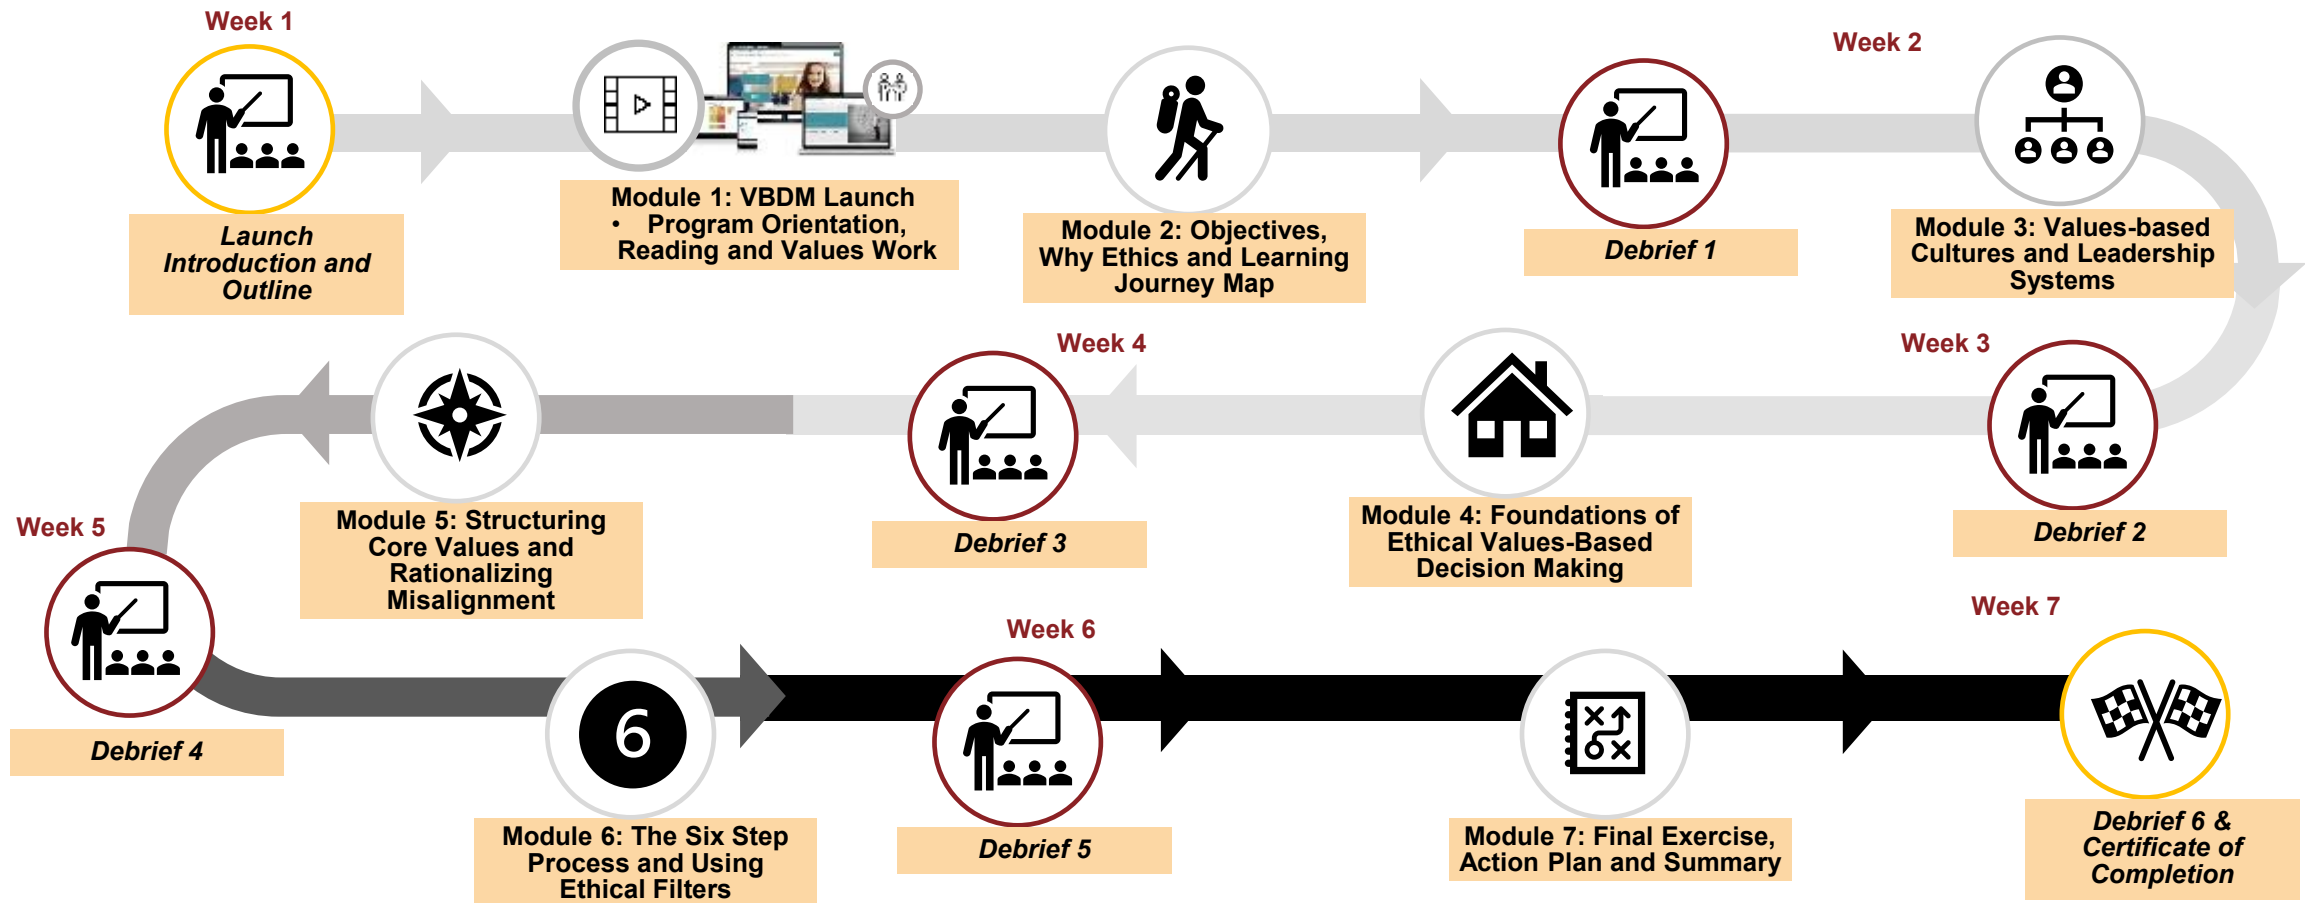 Week 1
Launch
Introduction and
Outline
Module 1: VBDM Launch
• Program Orientation,
Reading and Values Work
Module 2: Objectives,
Why Ethics and Learning
Journey Map
Debrief 1
Week 2
Module 3: Values-based
Cultures and Leadership
Systems
Week 3
Debrief 2
Module 4: Foundations of
Ethical Values-Based
Decision Making
Week 4
Debrief 3
Module 5: Structuring
Core Values and
Rationalizing
Misalignment
Week 5
Debrief 4
6
Module 6: The Six Step
Process and Using
Ethical Filters
Week 6
Debrief 5
Module 7: Final Exercise,
Action Plan and Summary
Week 7
Debrief 6 &
Certificate of
Completion